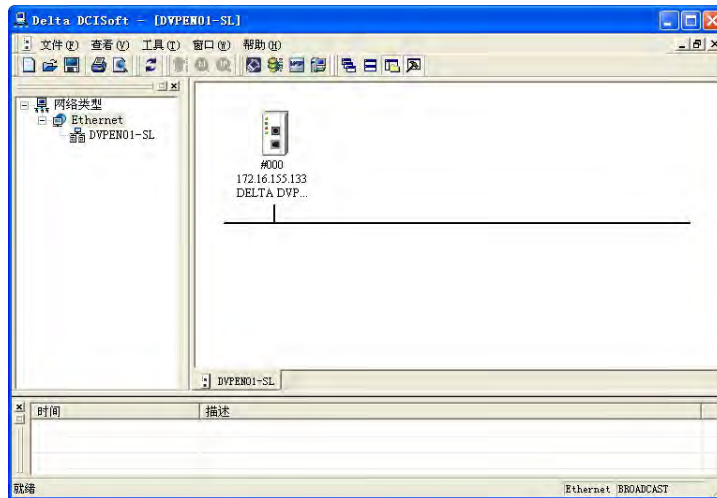 Delta DCISoft - [DVPEN01-SL]
文件(F) 查看(V) 工具(T) 窗口(W) 帮助(H)
网络类型
Ethernet
DVPEN01-SL
#000
172.16.155.133
DELTA DVP...
DVPEN01-SL
时间 描述
就绪 Ethernet BROADCAST